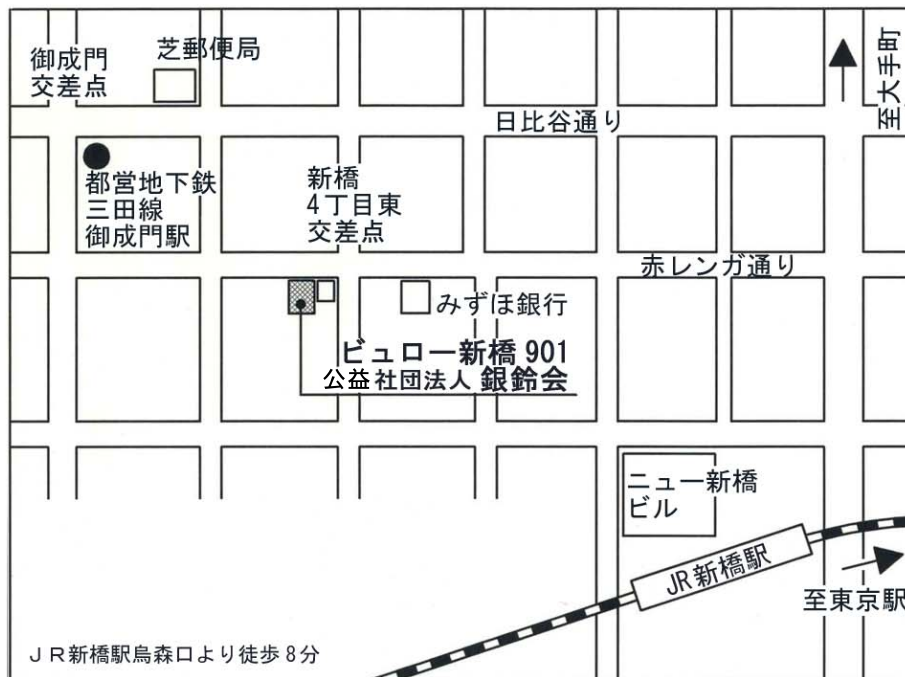 御成門
交差点
芝郵便局
至大手町
日比谷通り
都営地下鉄
三田線
御成門駅
新橋
4丁目東
交差点
赤レンガ通り
みずほ銀行
ビュロー新橋 901
公益社団法人 銀鈴会
ニュー新橋
ビル
JR新橋駅
至東京駅
JR新橋駅烏森口より徒歩8分